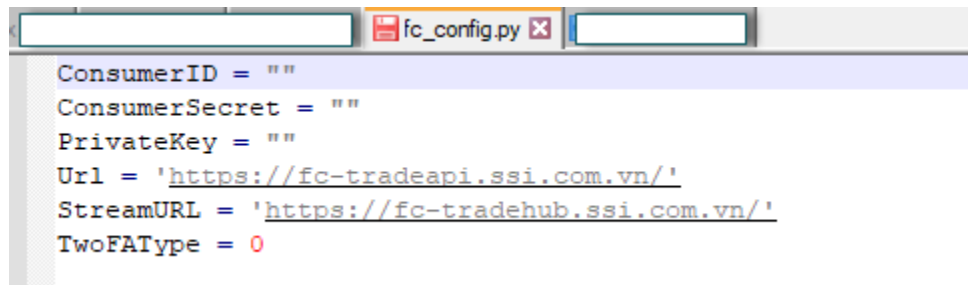 fc_config.py
ConsumerID = ""
ConsumerSecret = ""
PrivateKey = ""
Url = 'https://fc-tradeapi.ssi.com.vn/'
StreamURL = 'https://fc-tradehub.ssi.com.vn/'
TwoFAType = 0